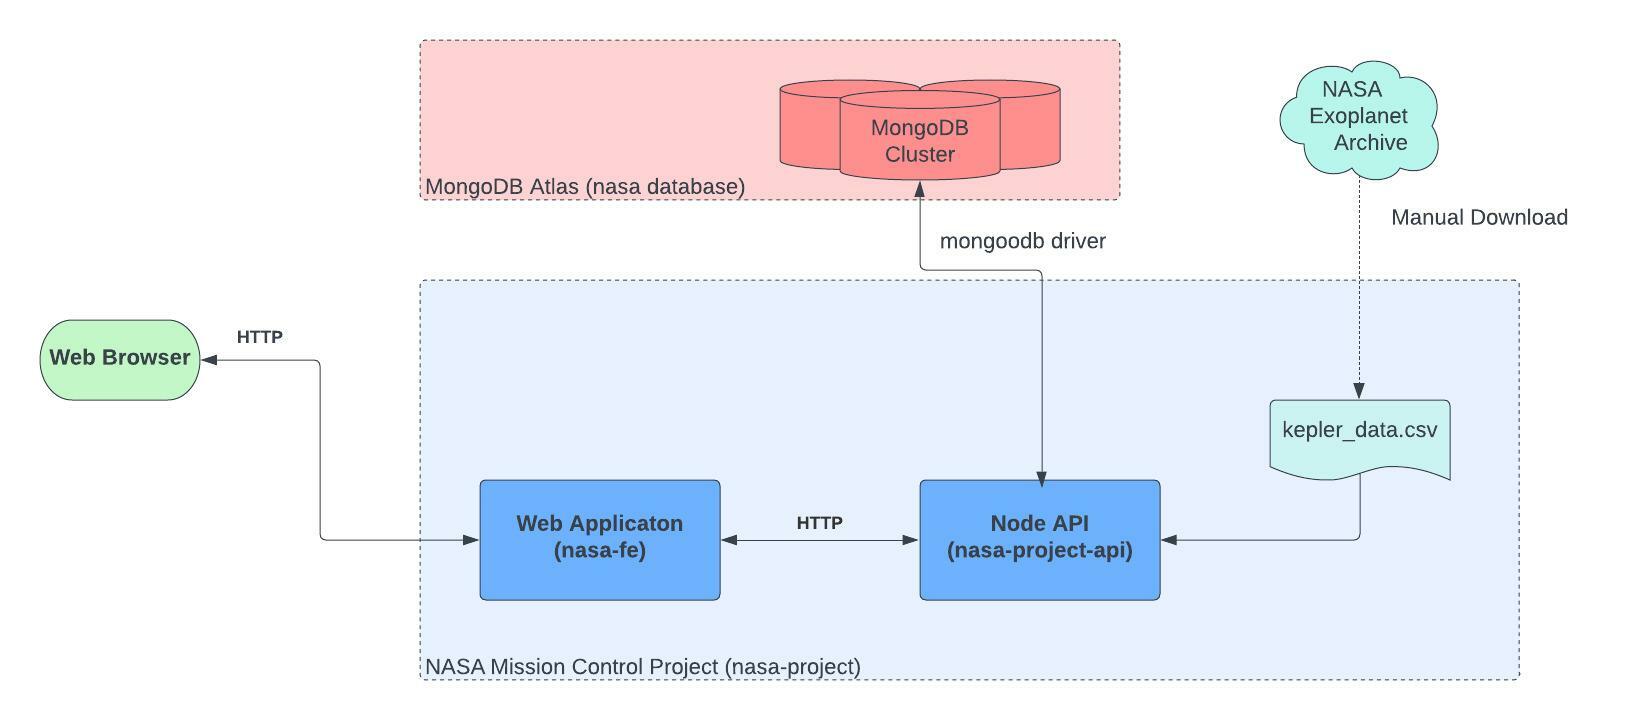 MongoDB
Cluster
MongoDB Atlas (nasa database)
NASA
Exoplanet
Archive
Manual Download
mongoodb driver
Web Browser
HTTP
kepler_data.csv
Web Applicaton
(nasa-fe)
HTTP
Node API
(nasa-project-api)
NASA Mission Control Project (nasa-project)